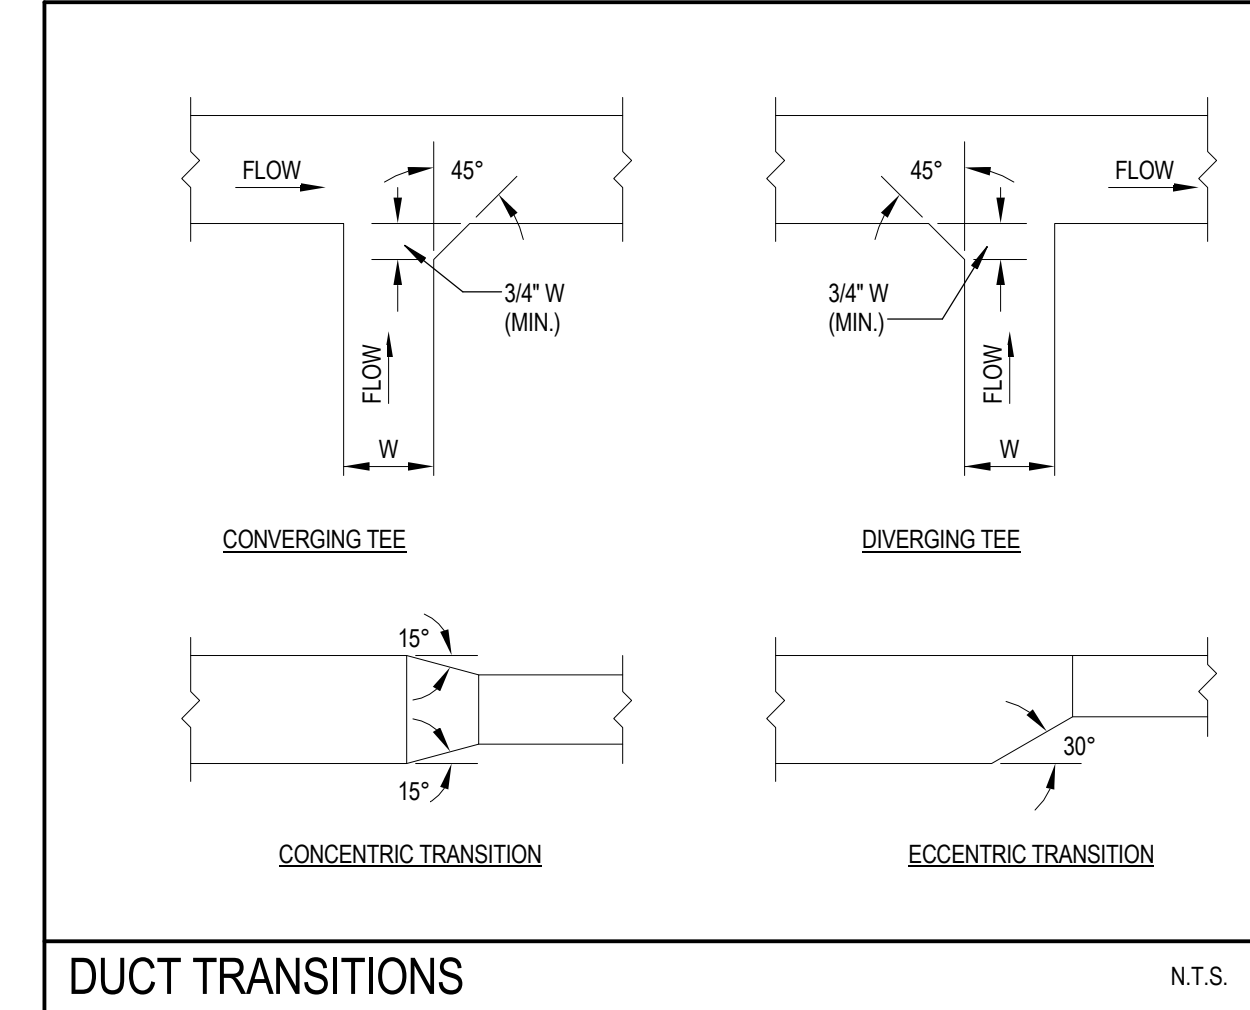 FLOW
45°
3/4" W
(MIN.)
FLOW
W
CONVERGING TEE
45°
FLOW
3/4" W
(MIN.)
FLOW
W
DIVERGING TEE
15°
15°
CONCENTRIC TRANSITION
30°
ECCENTRIC TRANSITION
DUCT TRANSITIONS
N.T.S.